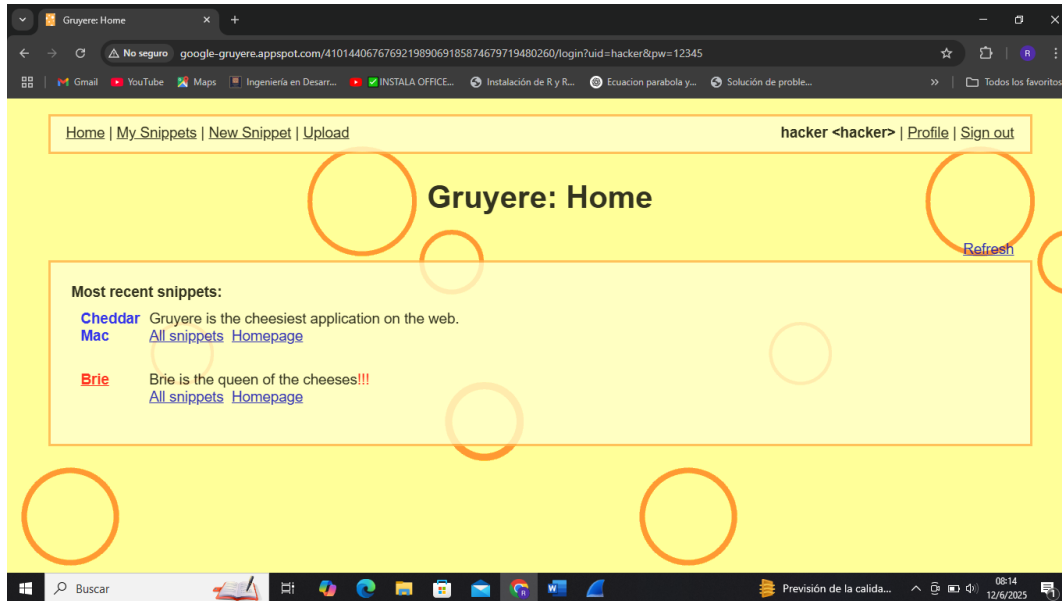 Gruyere: Home
No seguro google-gruyere.appspot.com/410144067676921989069185874679719480260/login?uid=hacker&pw=12345
R
Gmail YouTube Maps Ingeniería en Desarr... INSTALA OFFICE... Instalación de R y R... Ecuacion parabola y... Solución de proble... » Todos los favoritos
Home | My Snippets | New Snippet | Upload hacker <hacker> | Profile | Sign out
Gruyere: Home
Refresh
Most recent snippets:
Cheddar Gruyere is the cheesiest application on the web.
Mac All snippets Homepage
Brie Brie is the queen of the cheeses!!!
All snippets Homepage
Buscar Previsión de la calida... 08:14
12/6/2025